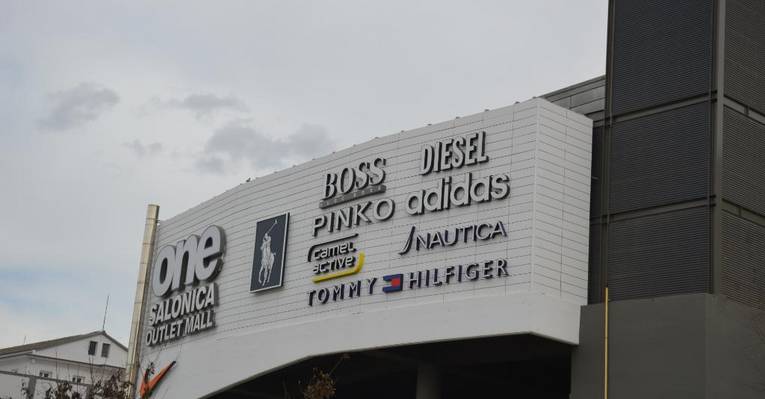 one
SALONICA
OUTLET MALL
BOSS
DIESEL
PINKO
adidas
camel
active
NAUTICA
TOMMY HILFIGER